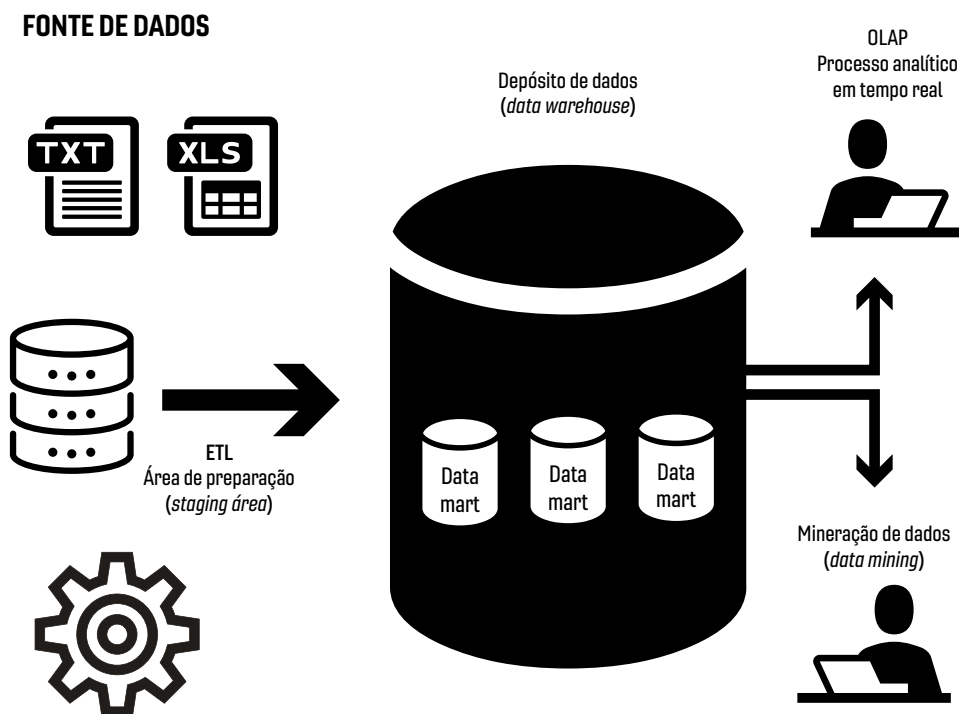 FONTE DE DADOS
TXT
XLS
ETL
Área de preparação
(staging área)
Depósito de dados
(data warehouse)
Data
mart
Data
mart
Data
mart
OLAP
Processo analítico
em tempo real
Mineração de dados
(data mining)